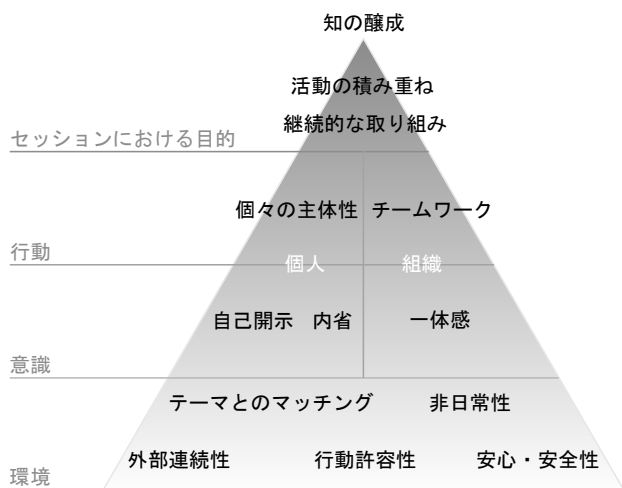 知の醸成
活動の積み重ね
継続的な取り組み
セッションにおける目的
個々の主体性 チームワーク
行動
個人 組織
自己開示 内省 一体感
意識
テーマとのマッチング 非日常性
外部連続性 行動許容性 安心・安全性
環境